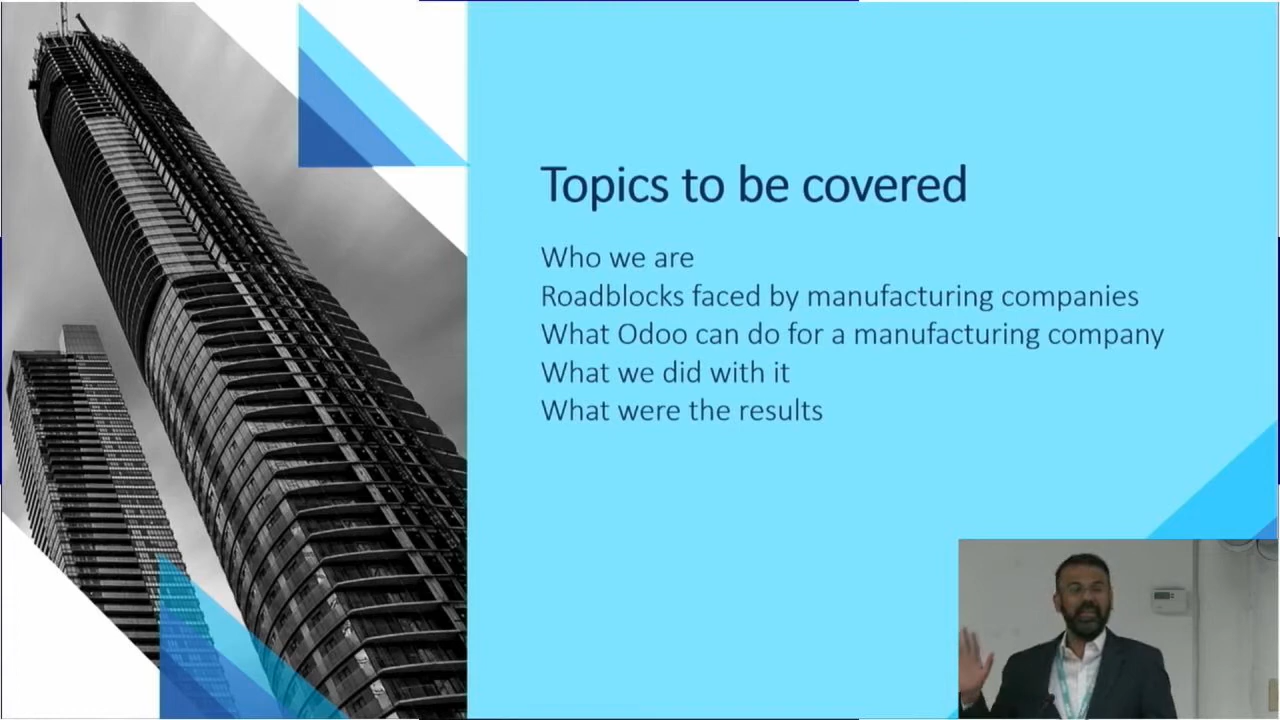 Topics to be covered
Who we are
Roadblocks faced by manufacturing companies
What Odoo can do for a manufacturing company
What we did with it
What were the results